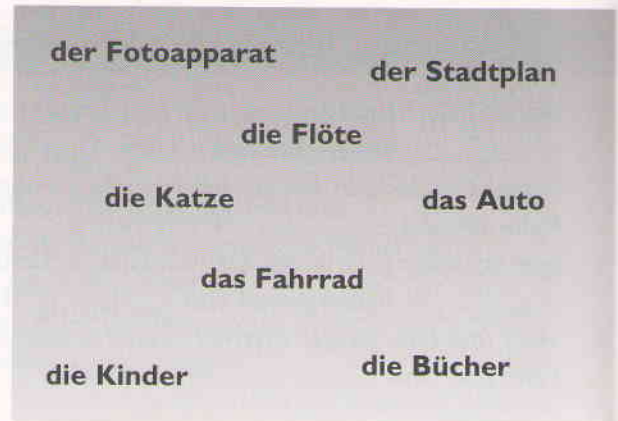 der Fotoapparat
der Stadtplan
die Flöte
die Katze
das Auto
das Fahrrad
die Kinder
die Bücher